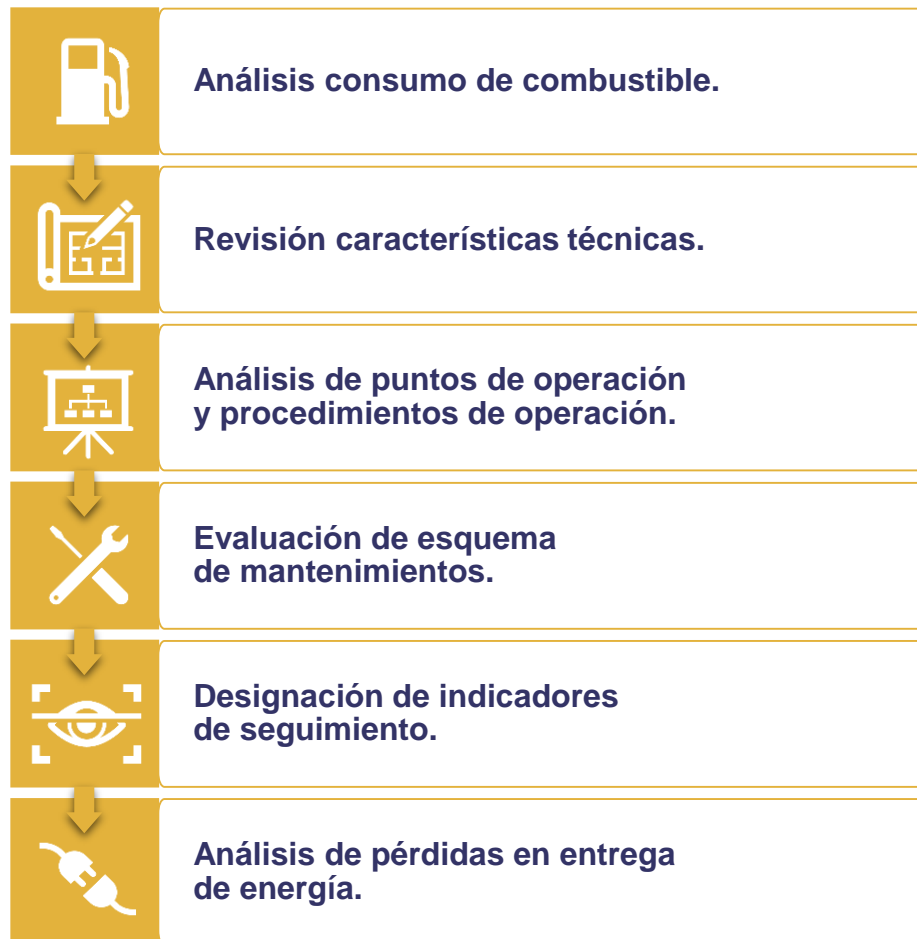 Análisis consumo de combustible.
Revisión características técnicas.
Análisis de puntos de operación
y procedimientos de operación.
Evaluación de esquema
de mantenimientos.
Designación de indicadores
de seguimiento.
Análisis de pérdidas en entrega
de energía.